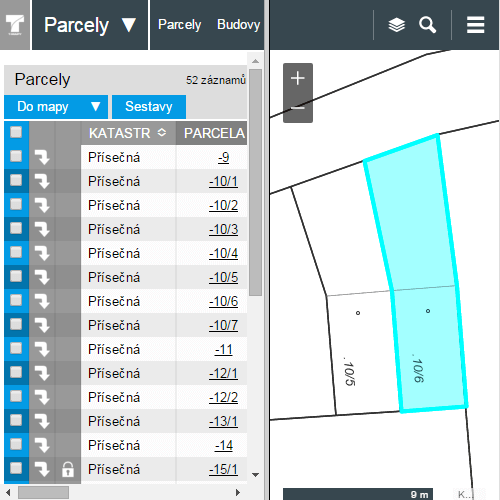 Parcely ▼ Parcely Budovy
Parcely 52 záznamů
Do mapy ▼ Sestavy
KATASTR PARCELA
Přísečná -9
Přísečná -10/1
Přísečná -10/2
Přísečná -10/3
Přísečná -10/4
Přísečná -10/5
Přísečná -10/6
Přísečná -10/7
Přísečná -11
Přísečná -12/1
Přísečná -12/2
Přísečná -13/1
Přísečná -14
Přísečná -15/1
+
−
.10/5
.10/6
9 m K...